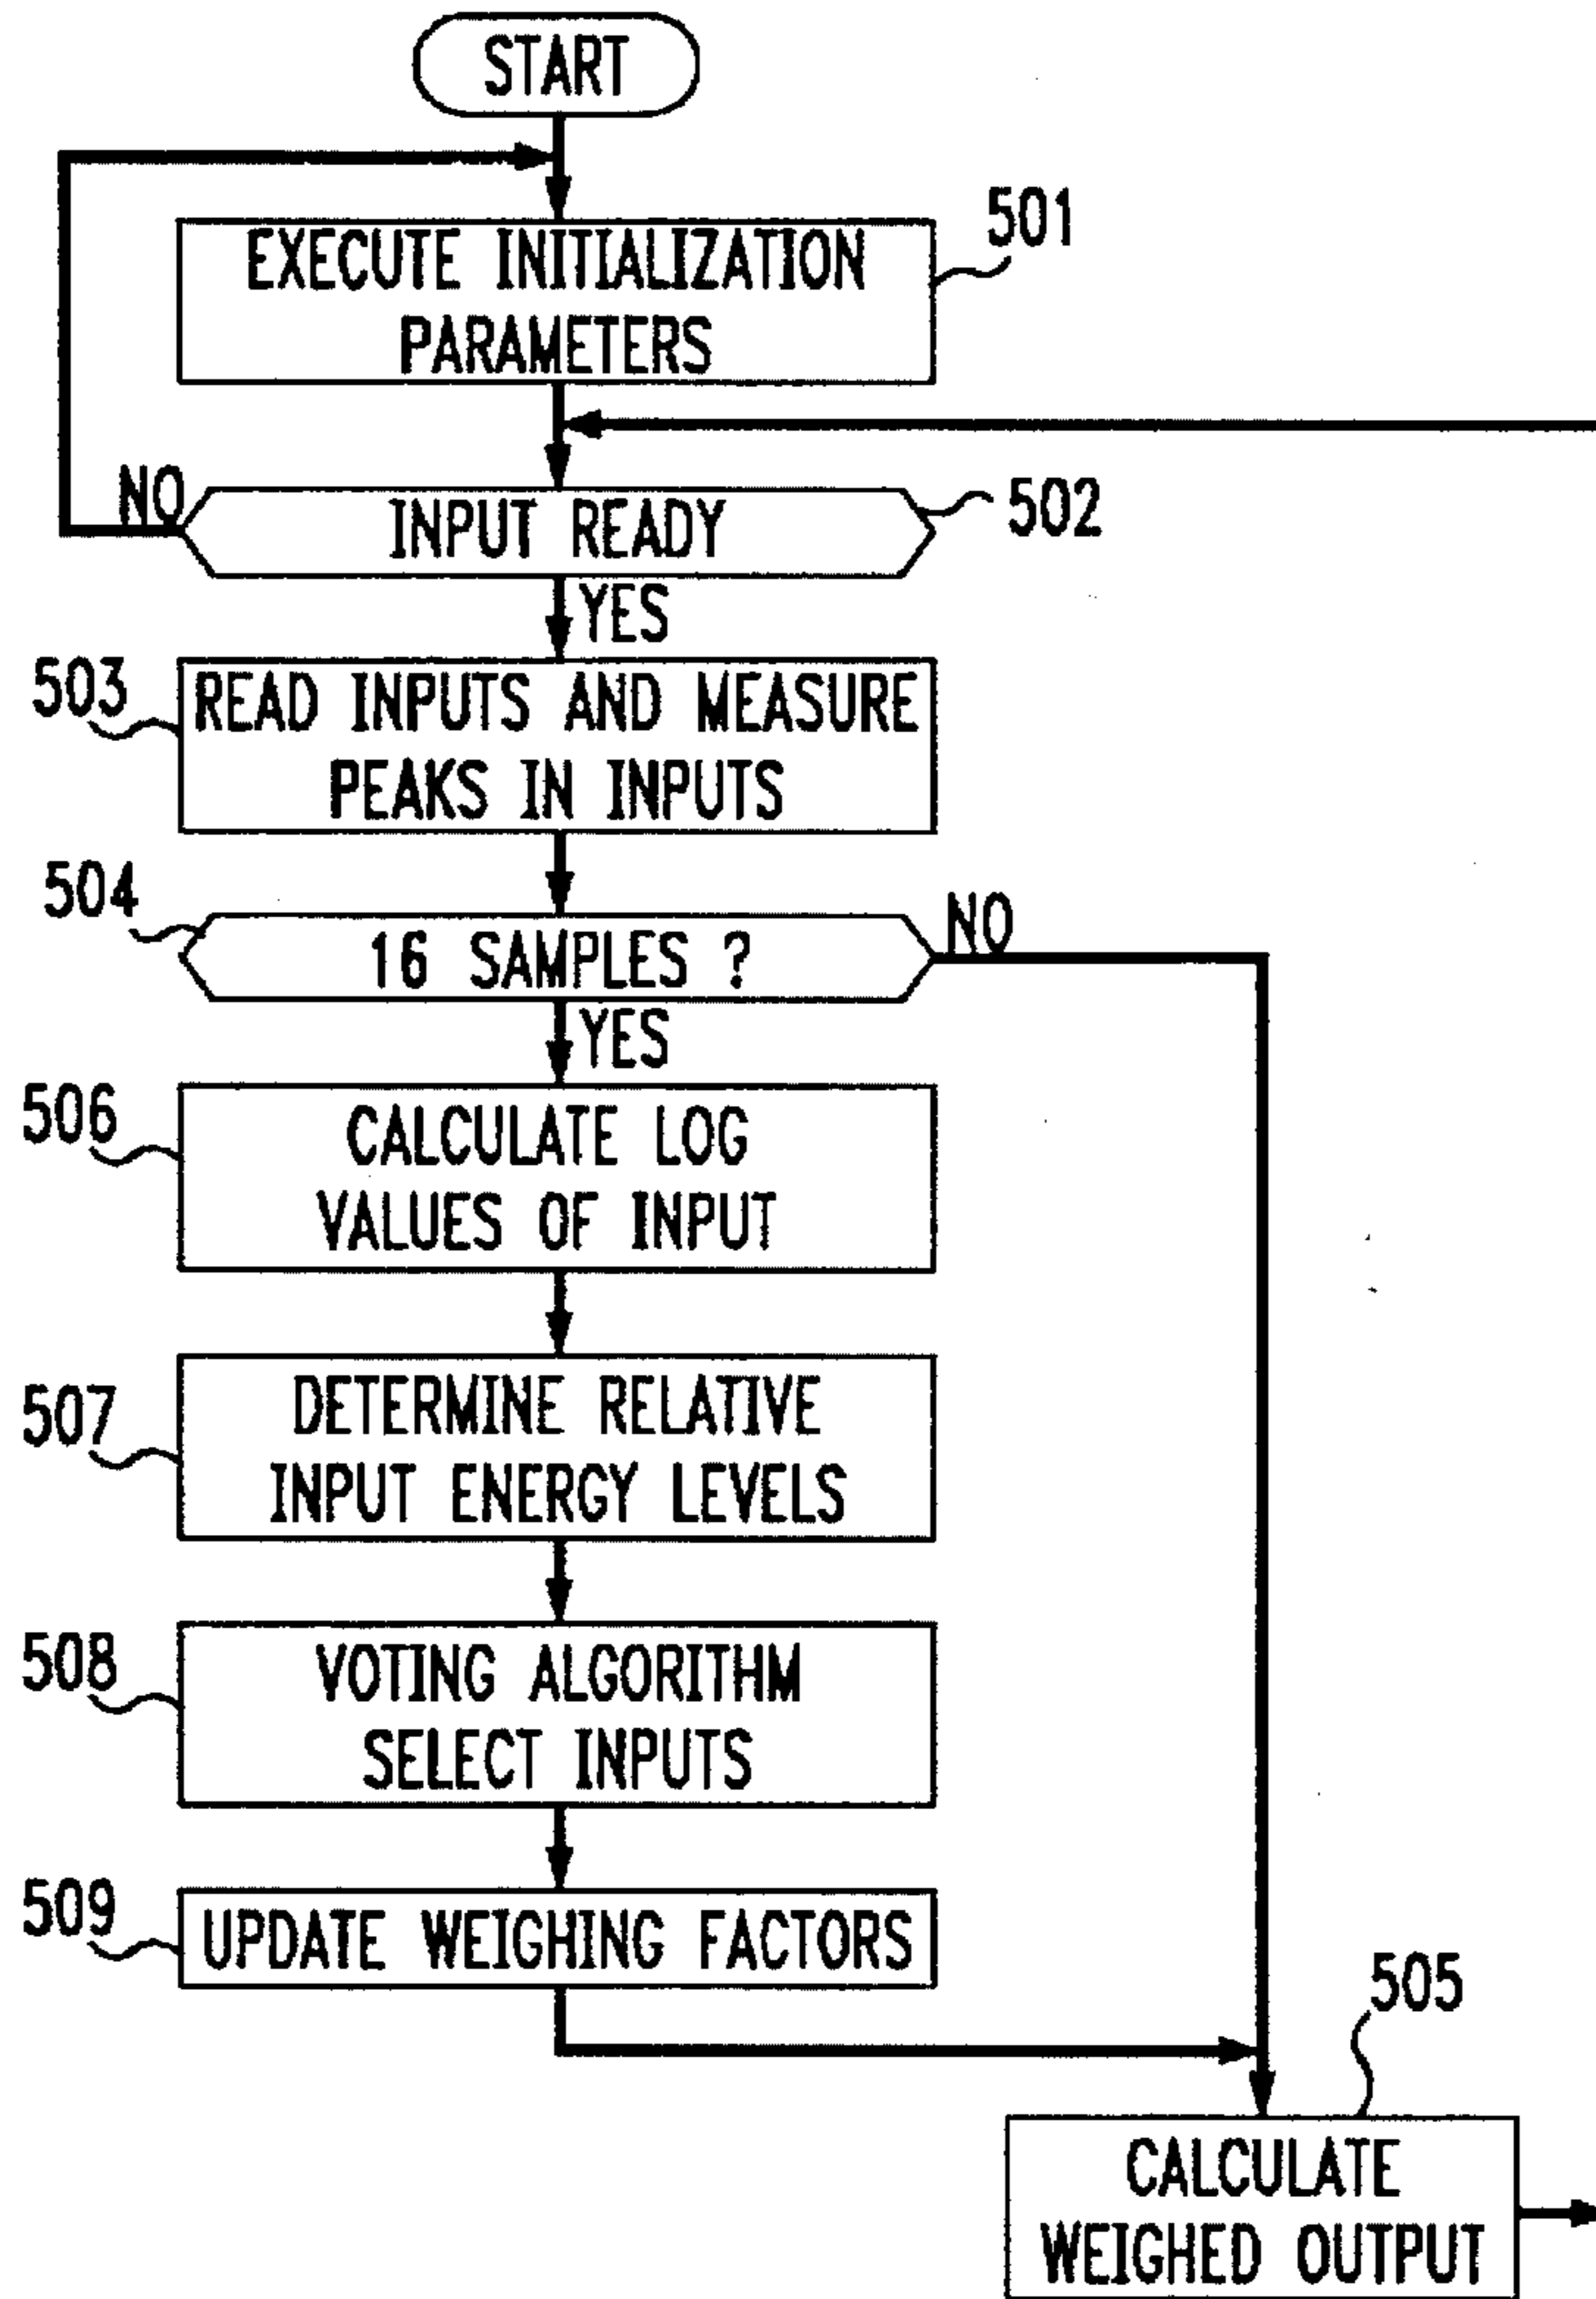 START
501
EXECUTE INITIALIZATION
PARAMETERS
NO
INPUT READY
502
YES
503
READ INPUTS AND MEASURE
PEAKS IN INPUTS
504
16 SAMPLES ?
NO
YES
506
CALCULATE LOG
VALUES OF INPUT
507
DETERMINE RELATIVE
INPUT ENERGY LEVELS
508
VOTING ALGORITHM
SELECT INPUTS
509
UPDATE WEIGHING FACTORS
505
CALCULATE
WEIGHED OUTPUT